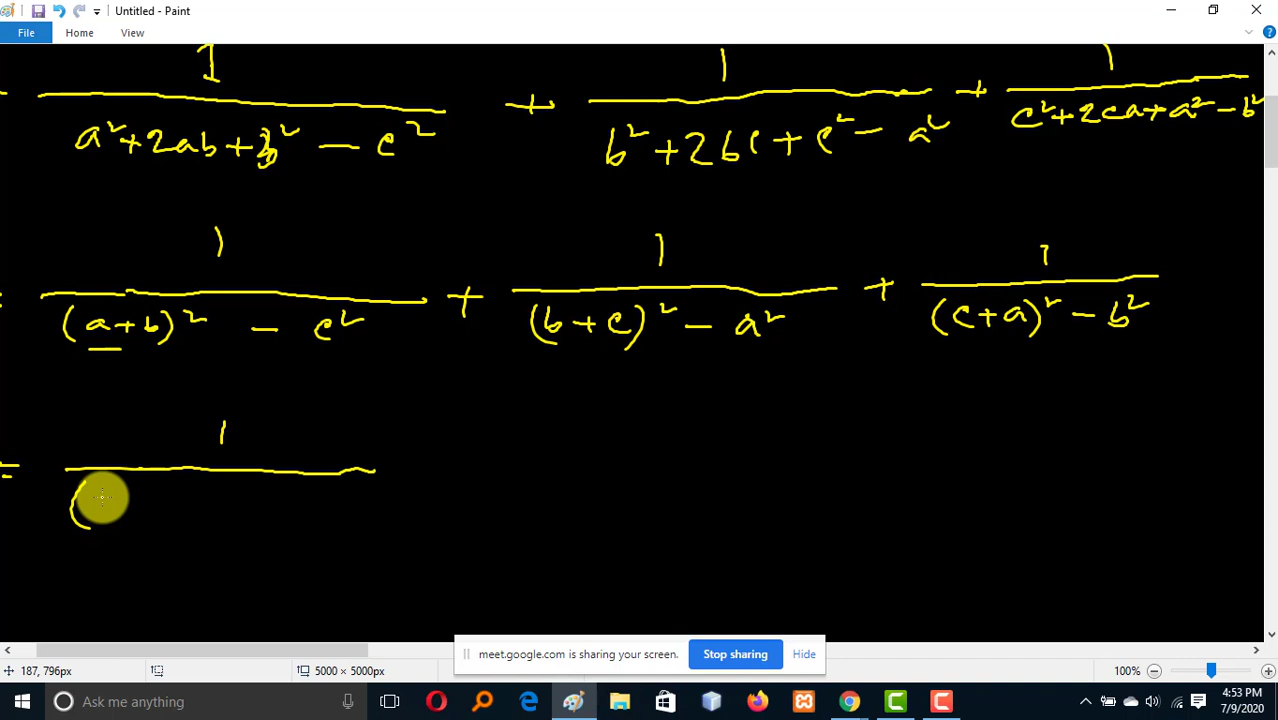 Untitled - Paint
File Home View
1 1 1
a²+2ab+b² - c² + b²+2bc+c²-a² + c²+2ca+a²-b²
1 1 1
= (a+b)² - c² + (b+c)² - a² + (c+a)² - b²
1
= (
meet.google.com is sharing your screen. Stop sharing Hide
187, 796px 5000 × 5000px 100%
Ask me anything
4:53 PM
7/9/2020